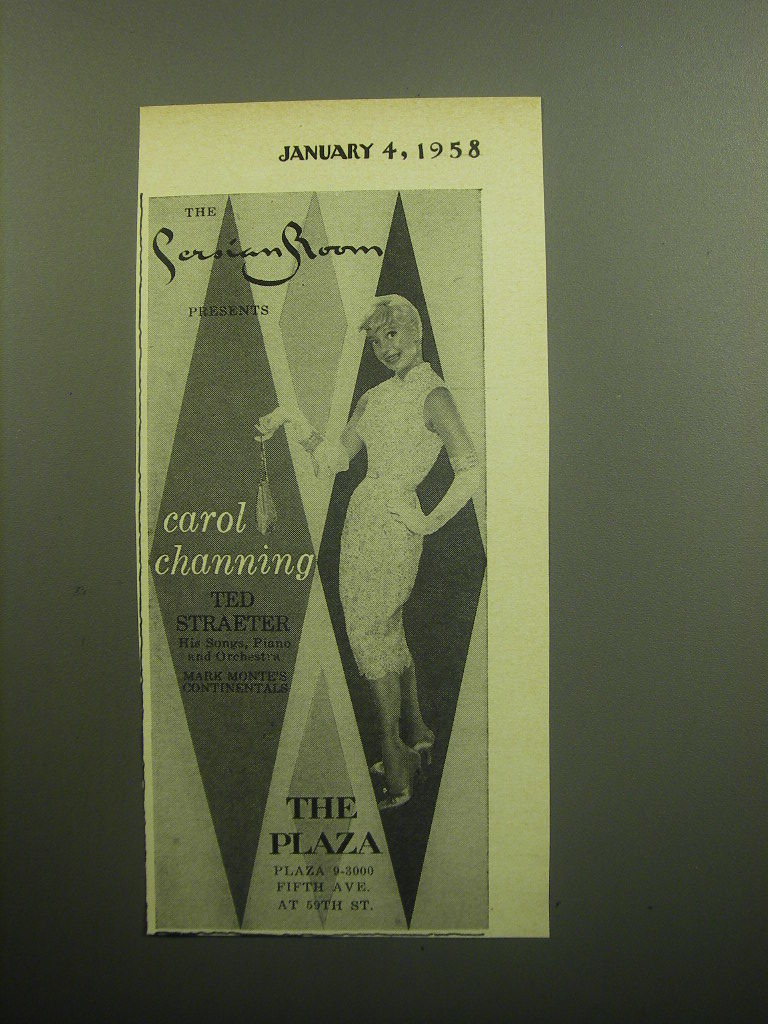 JANUARY 4, 1958
THE
Persian Room
PRESENTS
carol
channing
TED
STRAETER
His Songs, Piano
and Orchestra
MARK MONTE'S
CONTINENTALS
THE
PLAZA
PLAZA 9-3000
FIFTH AVE.
AT 59TH ST.